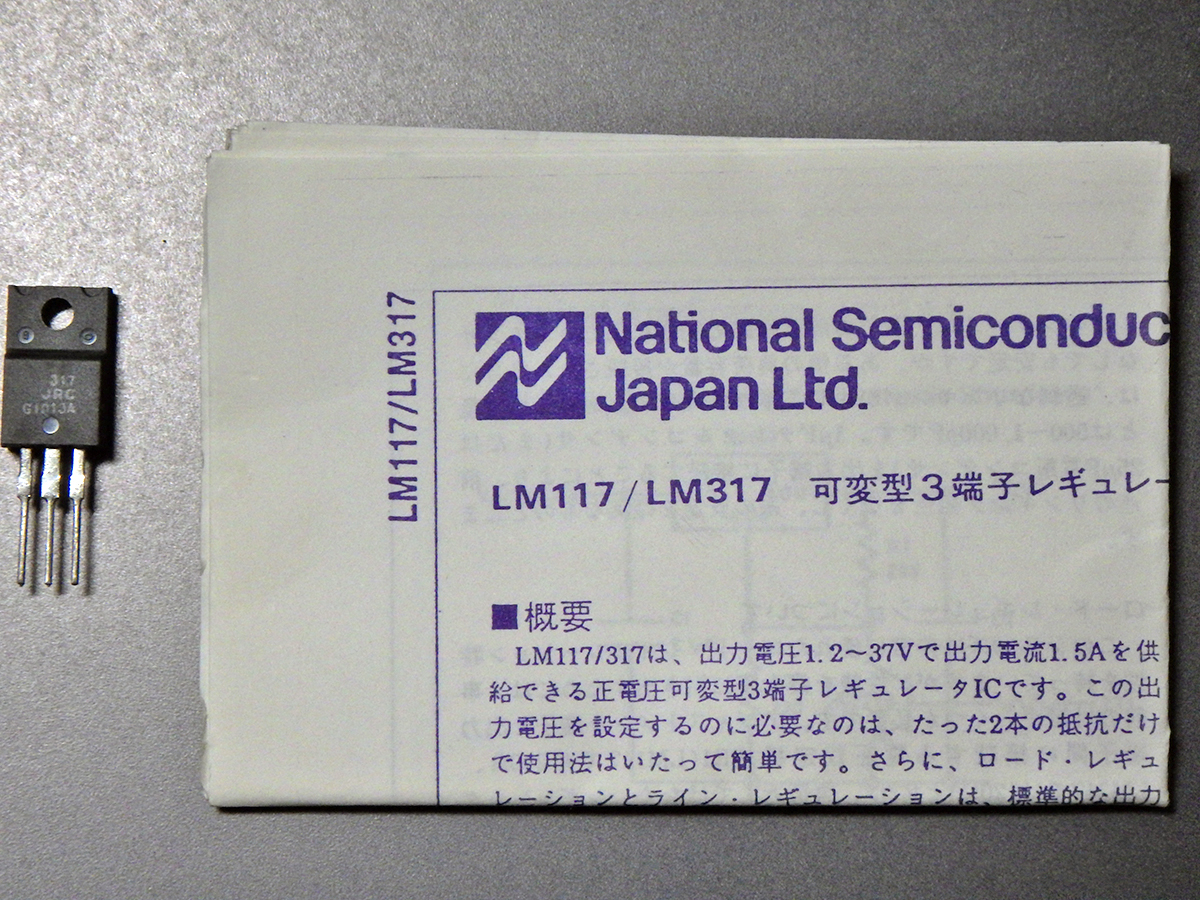 317
JRC
G1013A
LM117/LM317
National Semiconduc
Japan Ltd.
LM117/LM317 可変型3端子レギュレー
■概要
LM117/317は、出力電圧1.2～37Vで出力電流1.5Aを供
給できる正電圧可変型3端子レギュレータICです。この出
力電圧を設定するのに必要なのは、たった2本の抵抗だけ
で使用法はいたって簡単です。さらに、ロード・レギュ
レーションとライン・レギュレーションは、標準的な出力